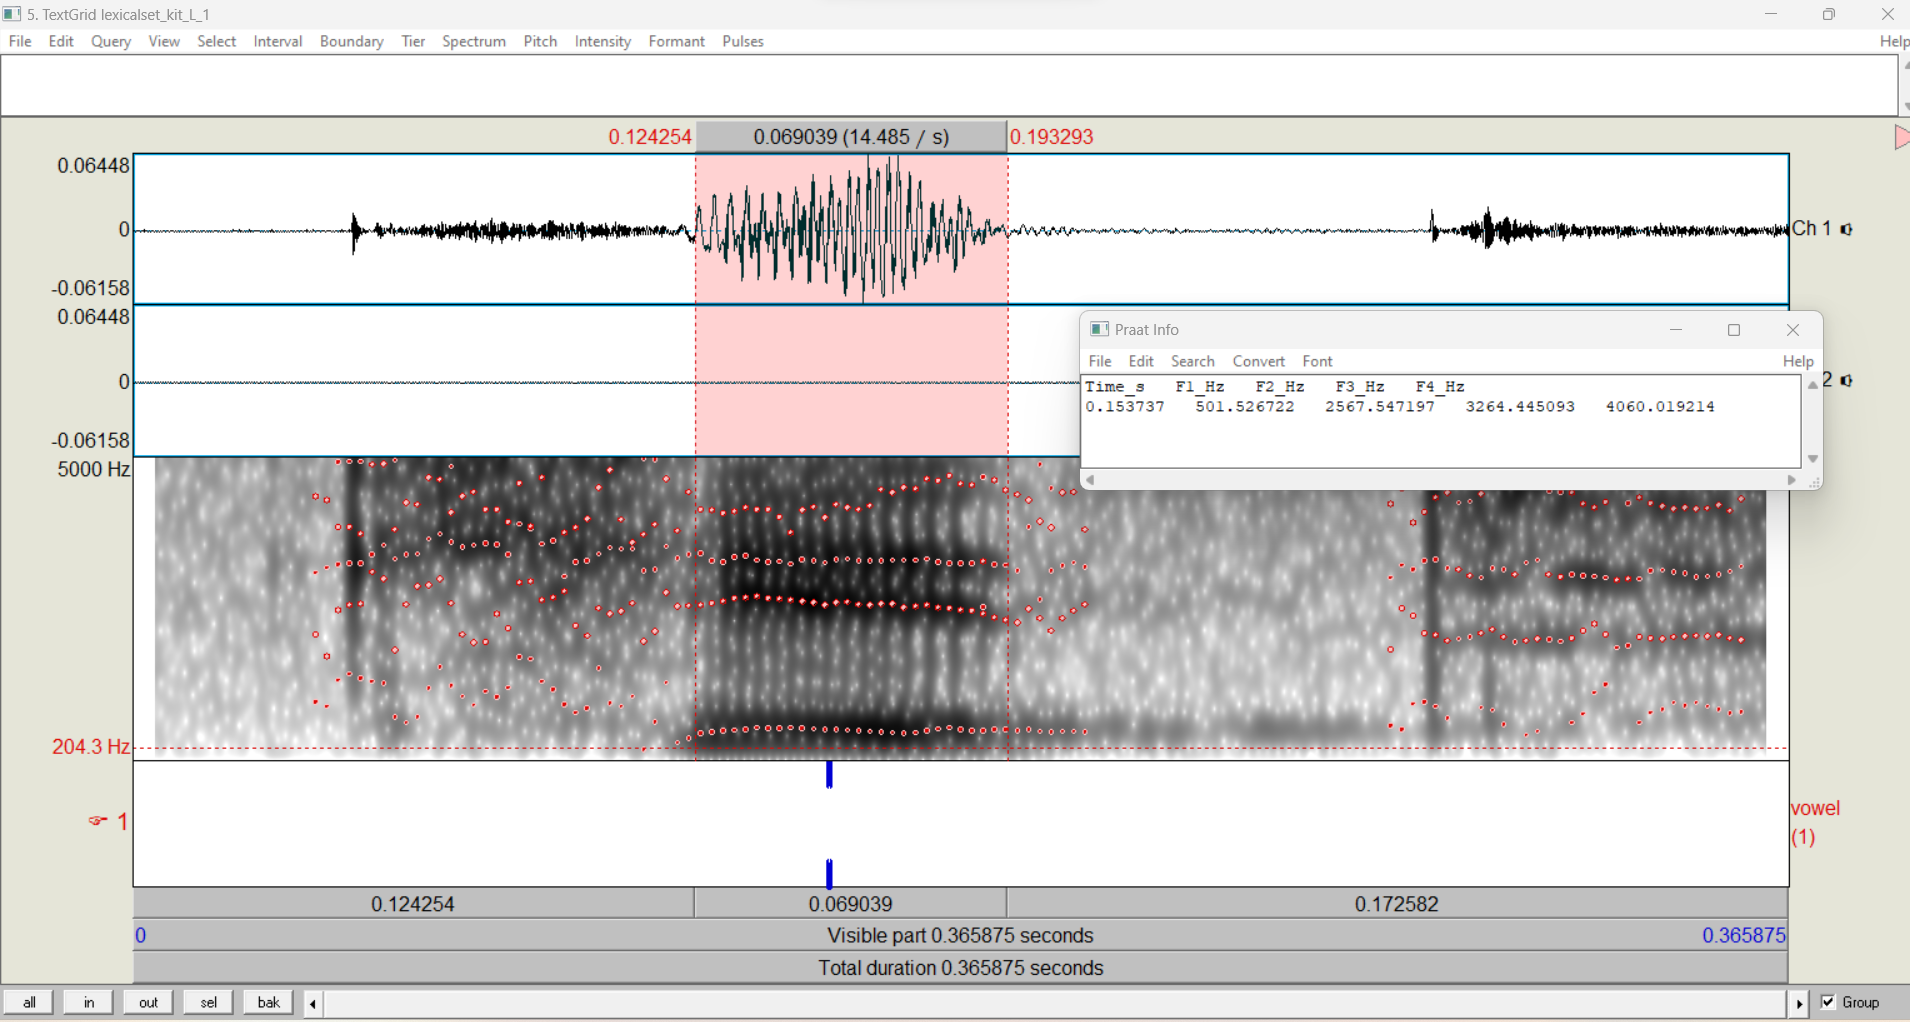 5. TextGrid lexicalset_kit_L_1
File Edit Query View Select Interval Boundary Tier Spectrum Pitch Intensity Formant Pulses Help
0.124254 0.069039 (14.485 / s) 0.193293
0.06448
0
-0.06158
Ch 1
0.06448
0
-0.06158
2
Praat Info
File Edit Search Convert Font Help
Time_s F1_Hz F2_Hz F3_Hz F4_Hz
0.153737 501.526722 2567.547197 3264.445093 4060.019214
5000 Hz
204.3 Hz
1
vowel
(1)
0.124254 0.069039 0.172582
0 Visible part 0.365875 seconds 0.365875
Total duration 0.365875 seconds
all in out sel bak Group